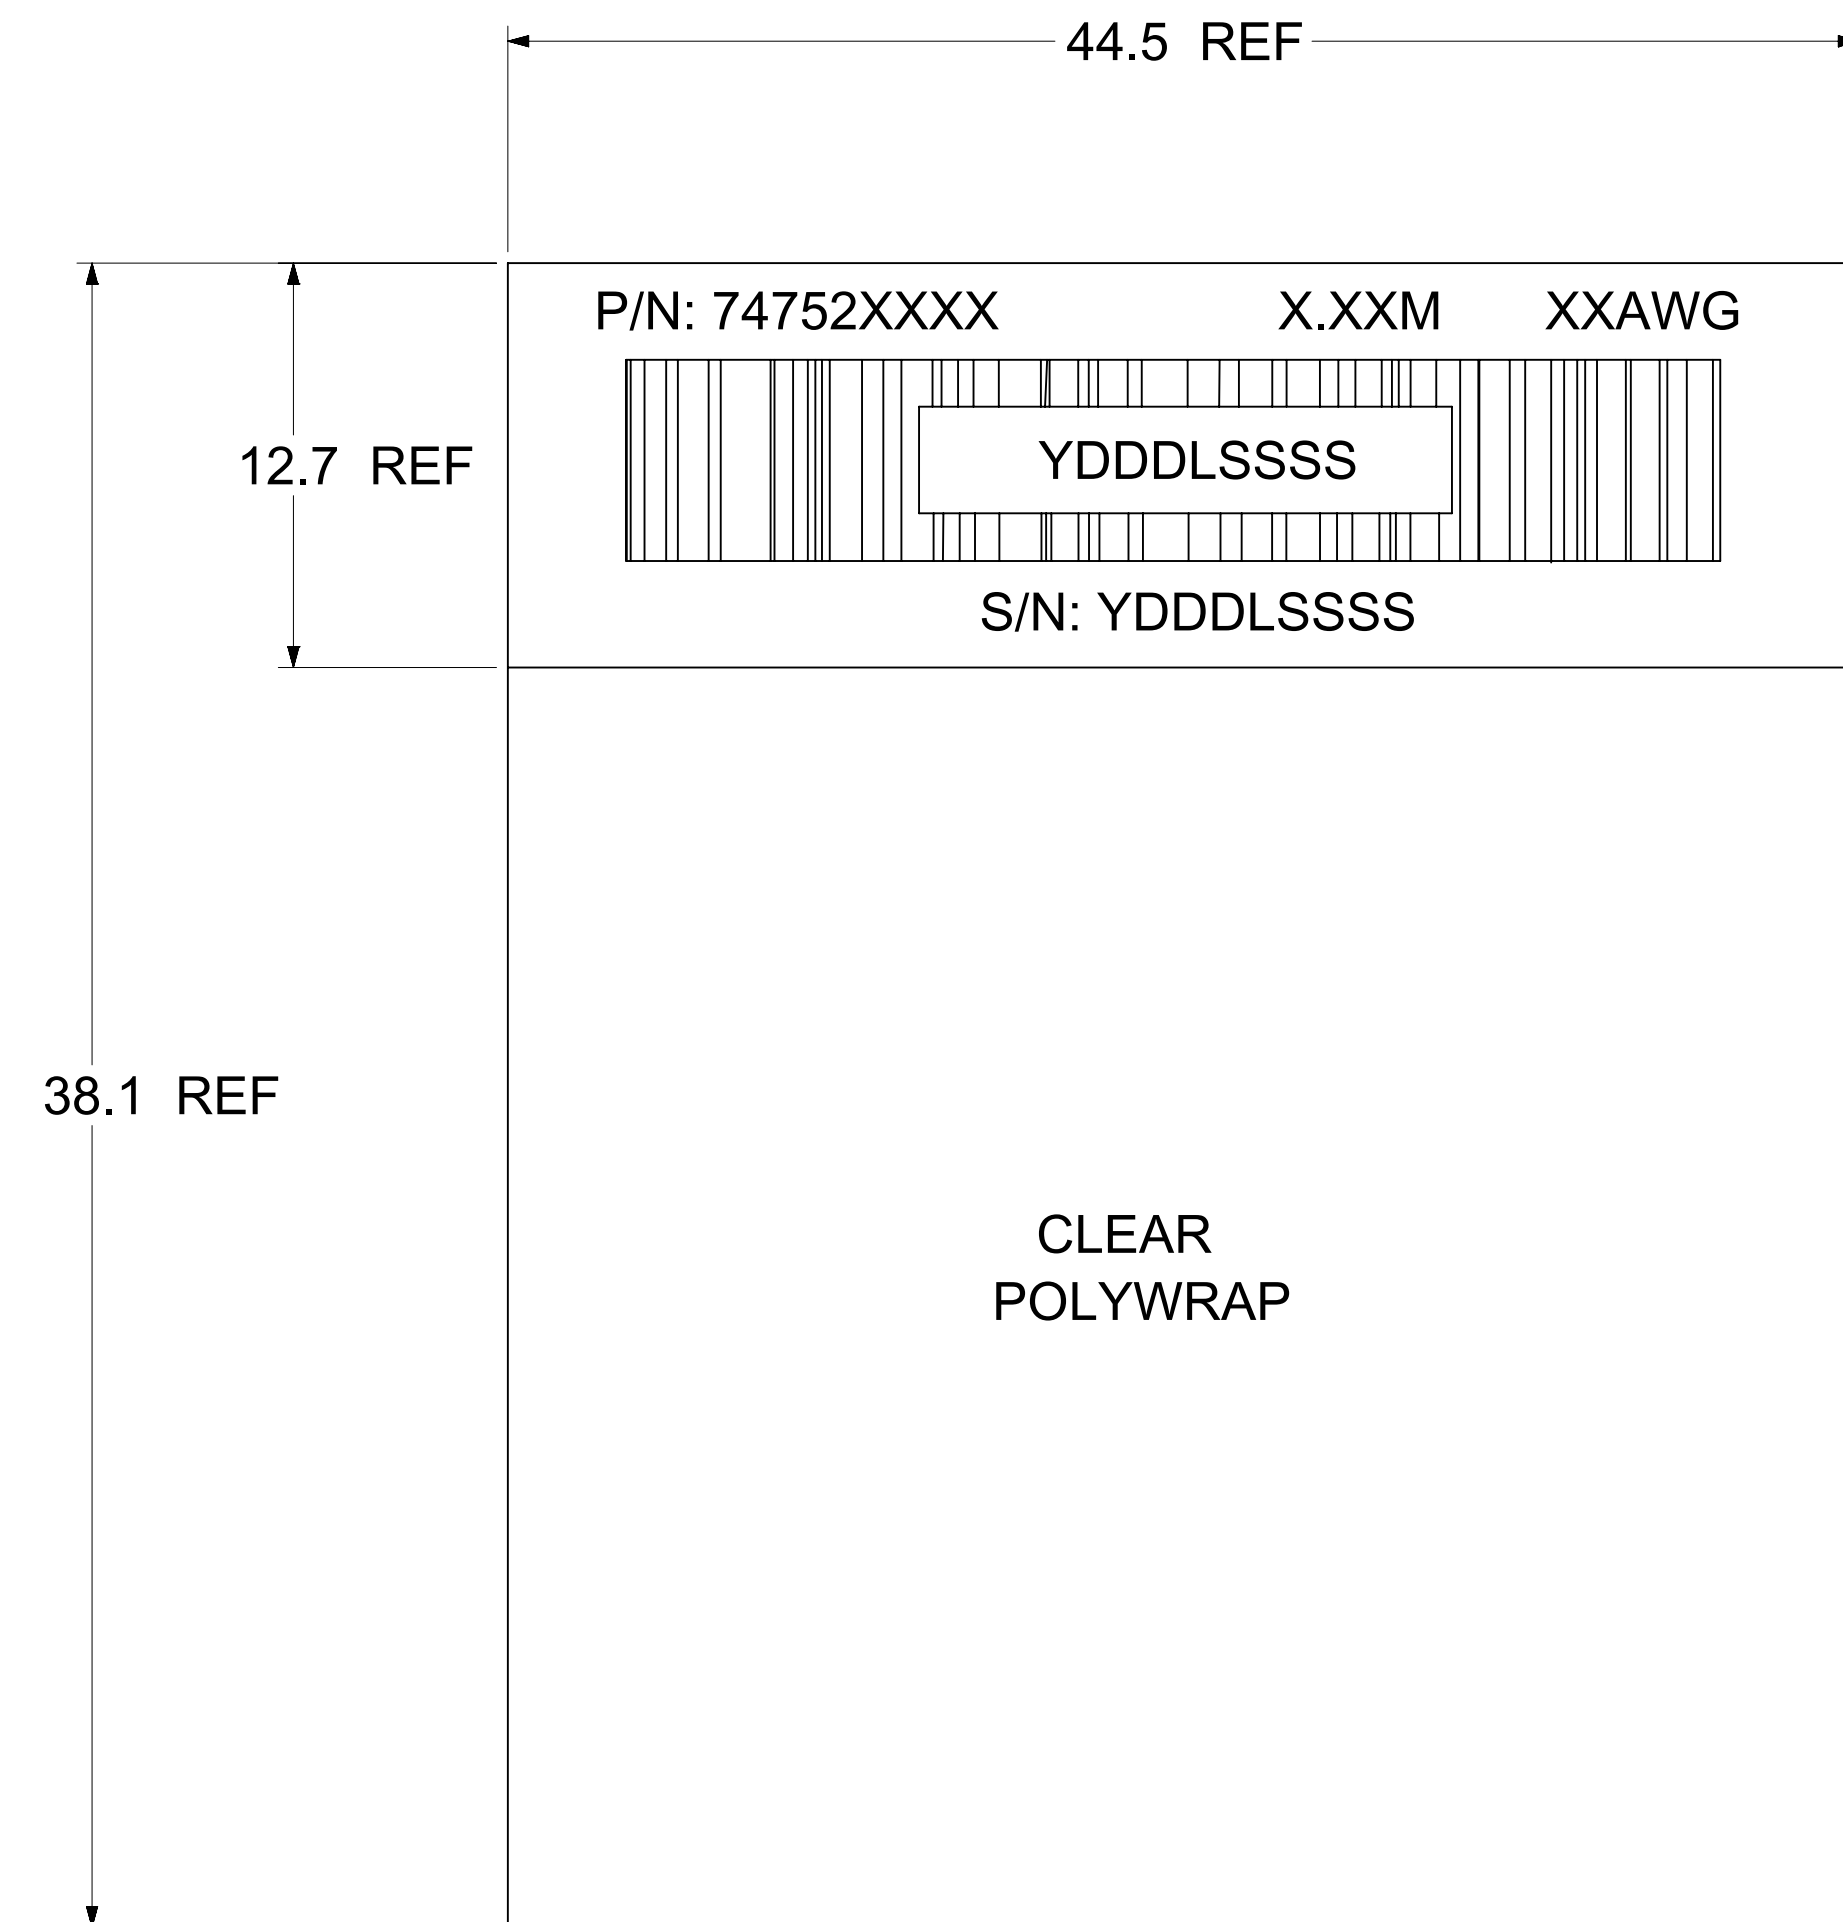 44.5 REF
P/N: 74752XXXX X.XXM XXAWG
12.7 REF
YDDDLSSSS
S/N: YDDDLSSSS
38.1 REF
CLEAR
POLYWRAP